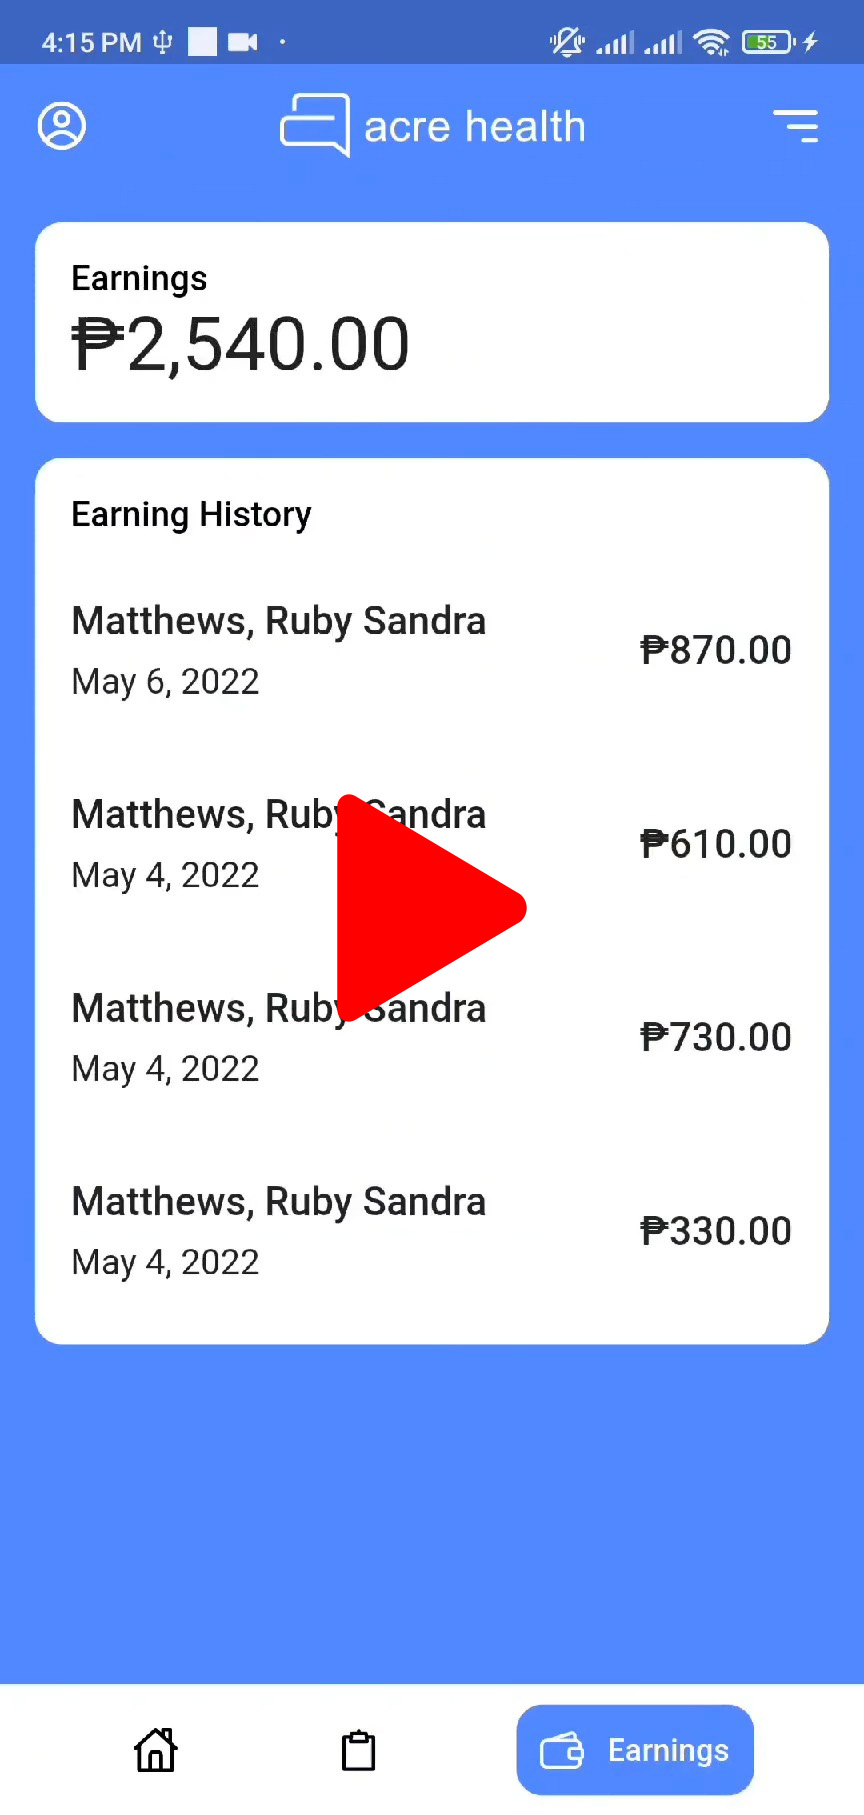 4:15 PM
55
acre health
Earnings
₱2,540.00
Earning History
Matthews, Ruby Sandra
₱870.00
May 6, 2022
Matthews, Ruby Sandra
₱610.00
May 4, 2022
Matthews, Ruby Sandra
₱730.00
May 4, 2022
Matthews, Ruby Sandra
₱330.00
May 4, 2022
Earnings